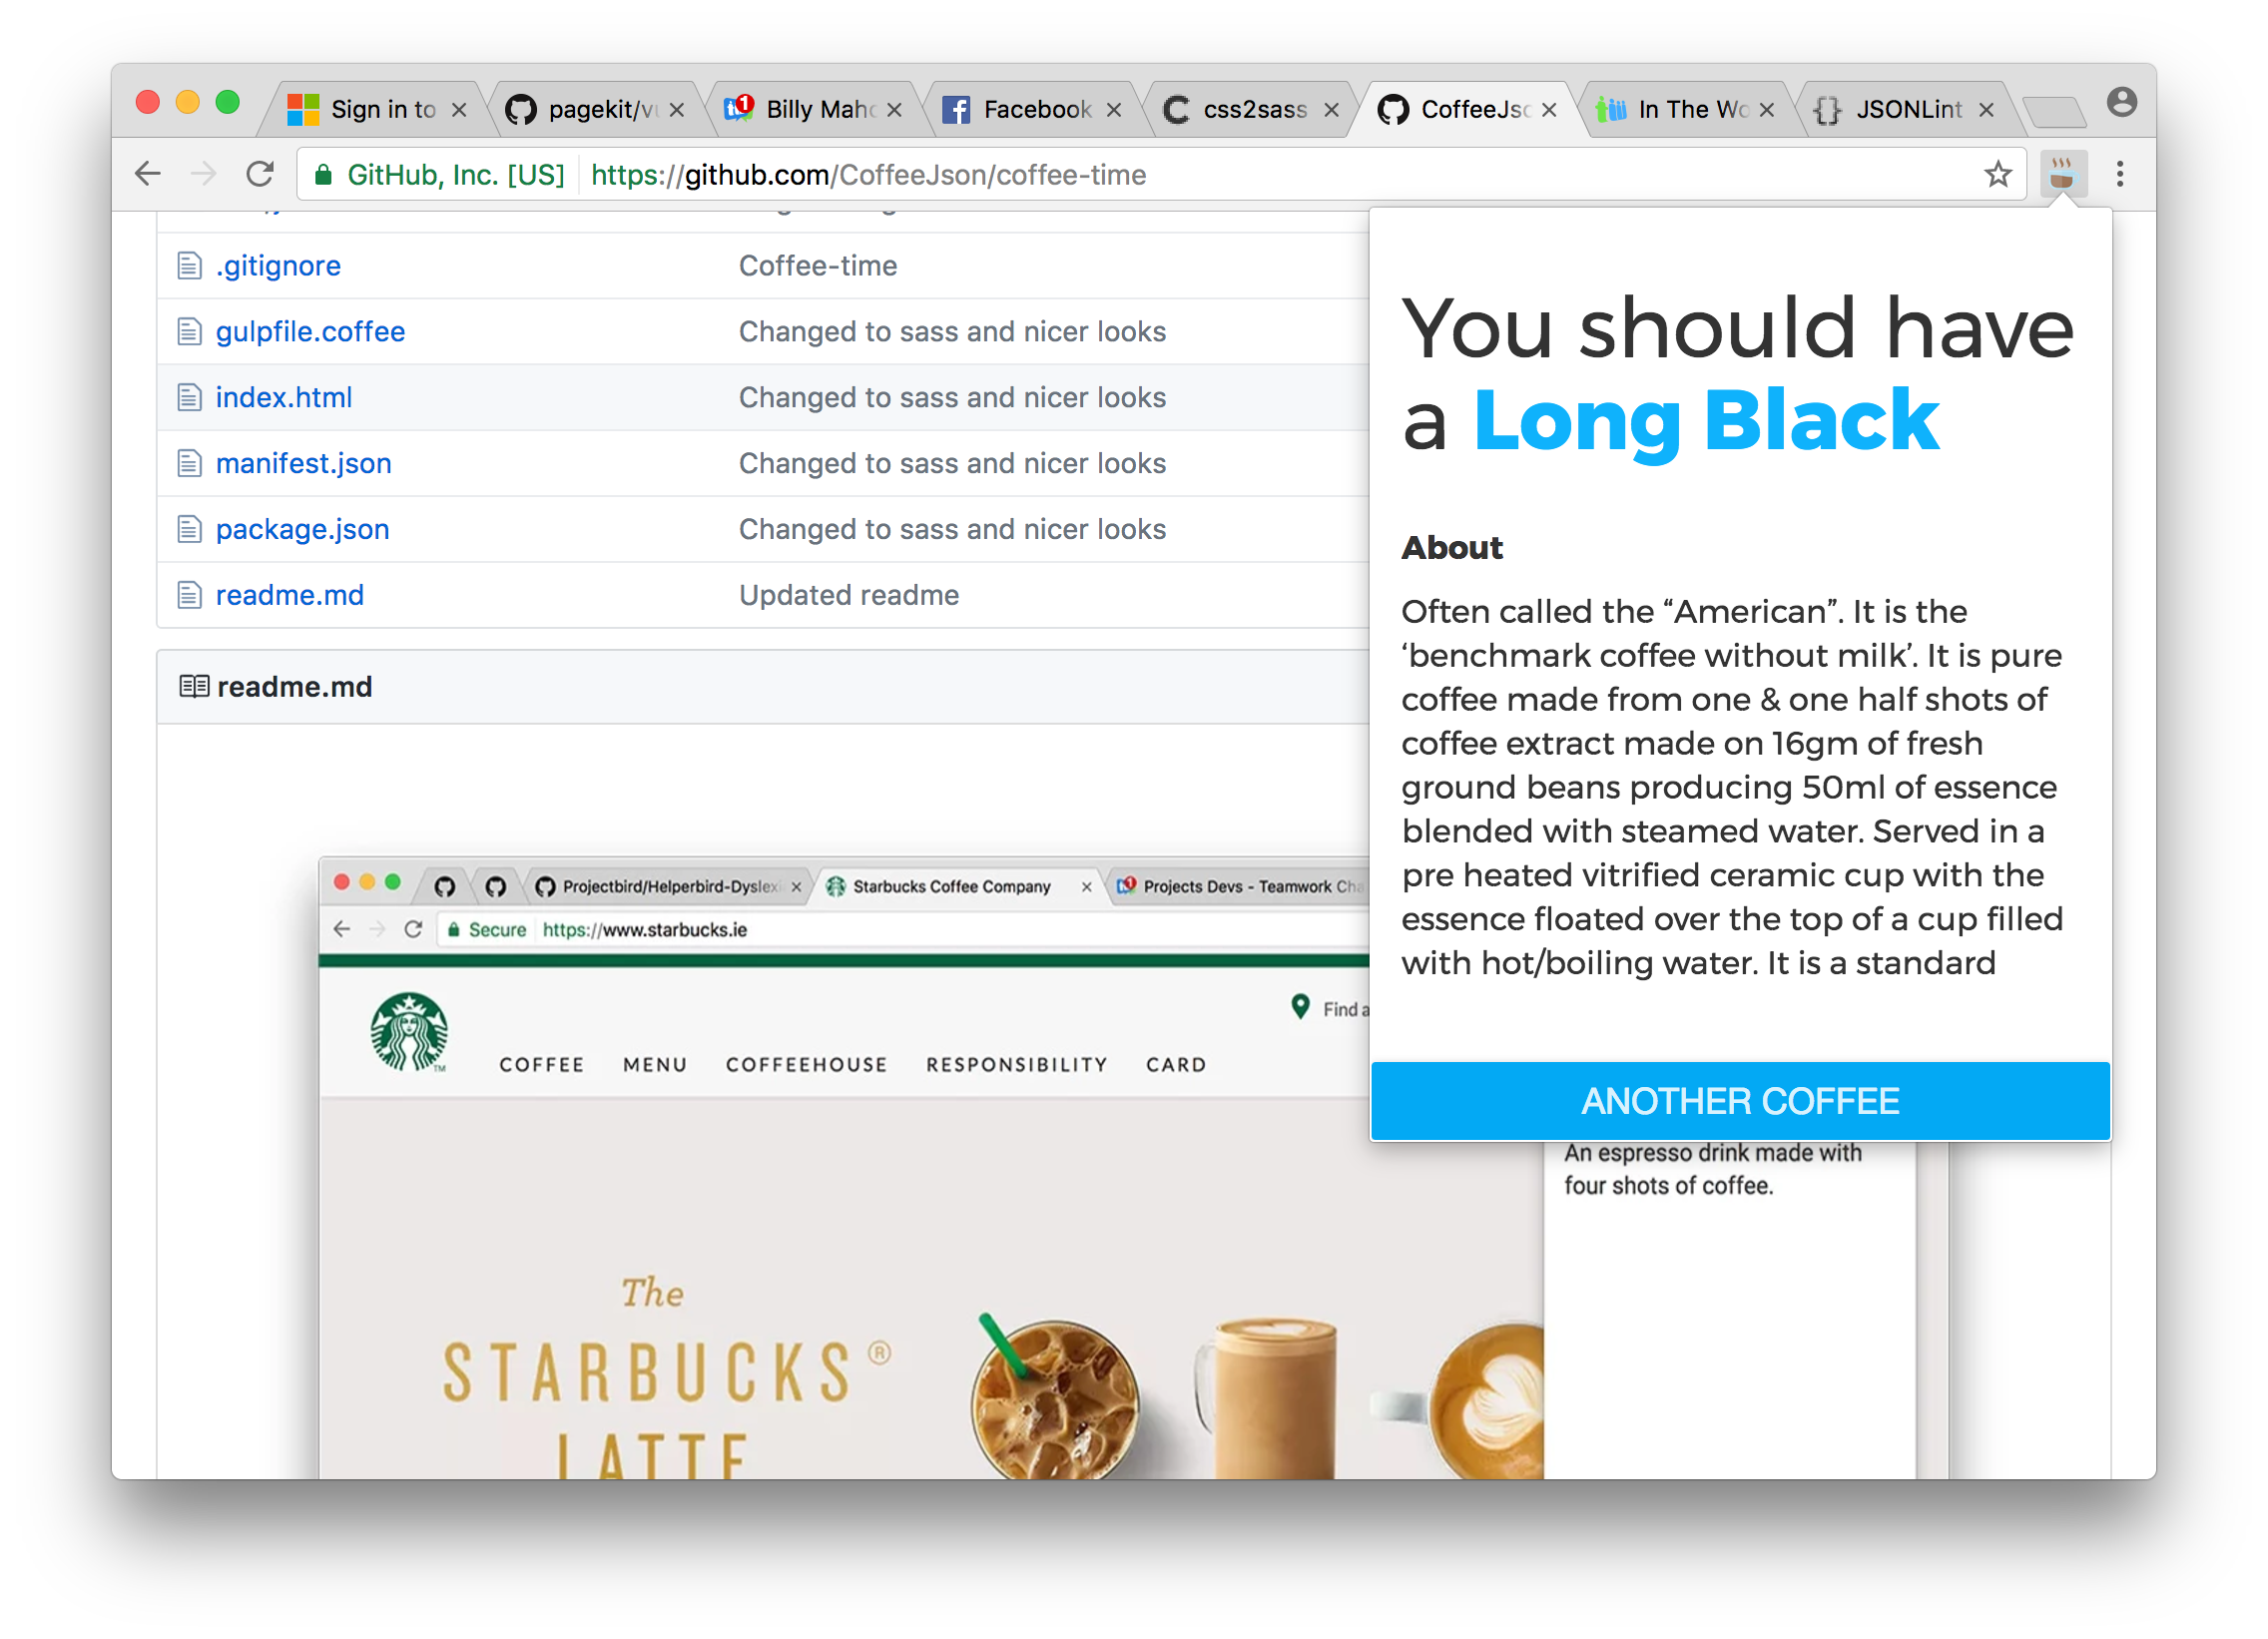 Sign in to
pagekit/vu
Billy Maho
Facebook
css2sass
CoffeeJso
In The Wo
JSONLint
GitHub, Inc. [US]
https://github.com/CoffeeJson/coffee-time
.gitignore
Coffee-time
gulpfile.coffee
Changed to sass and nicer looks
index.html
Changed to sass and nicer looks
manifest.json
Changed to sass and nicer looks
package.json
Changed to sass and nicer looks
readme.md
Updated readme
readme.md
You should have
a Long Black
About
Often called the “American”. It is the
‘benchmark coffee without milk’. It is pure
coffee made from one & one half shots of
coffee extract made on 16gm of fresh
ground beans producing 50ml of essence
blended with steamed water. Served in a
pre heated vitrified ceramic cup with the
essence floated over the top of a cup filled
with hot/boiling water. It is a standard
ANOTHER COFFEE
Projectbird/Helperbird-Dyslexi
Starbucks Coffee Company
Projects Devs - Teamwork Cha
Secure
https://www.starbucks.ie
Find a
COFFEE
MENU
COFFEEHOUSE
RESPONSIBILITY
CARD
An espresso drink made with
four shots of coffee.
The
STARBUCKS®
LATTE